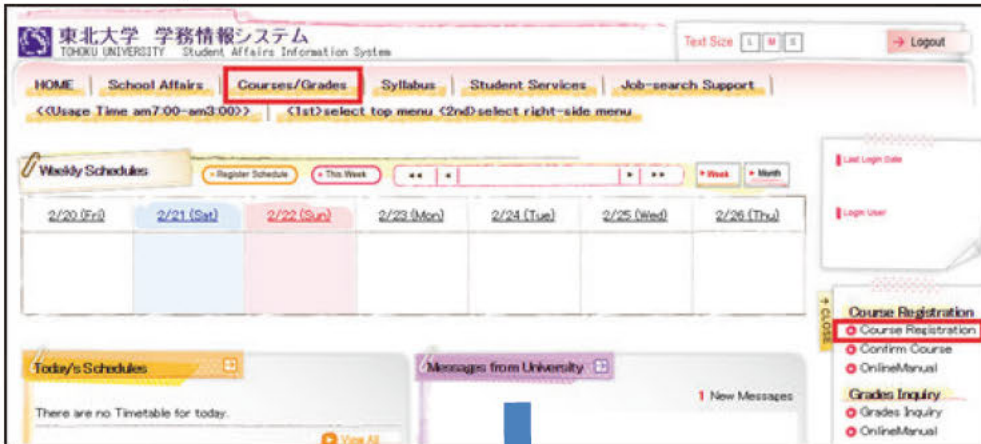 東北大学 学務情報システム
TOHOKU UNIVERSITY Student Affairs Information System
Text Size L M S
Logout
HOME School Affairs Courses/Grades Syllabus Student Services Job-search Support
<<Usage Time am7:00-am3:00>> <1st>select top menu <2nd>select right-side menu
Weekly Schedules
Register Schedule
This Week
Week
Month
2/20 (Fri) 2/21 (Sat) 2/22 (Sun) 2/23 (Mon) 2/24 (Tue) 2/25 (Wed) 2/26 (Thu)
Last Login Date
Login User
CLOSE
Course Registration
Course Registration
Confirm Course
OnlineManual
Grades Inquiry
Grades Inquiry
OnlineManual
Today's Schedules
There are no Timetable for today.
View All
Messages from University
1 New Messages